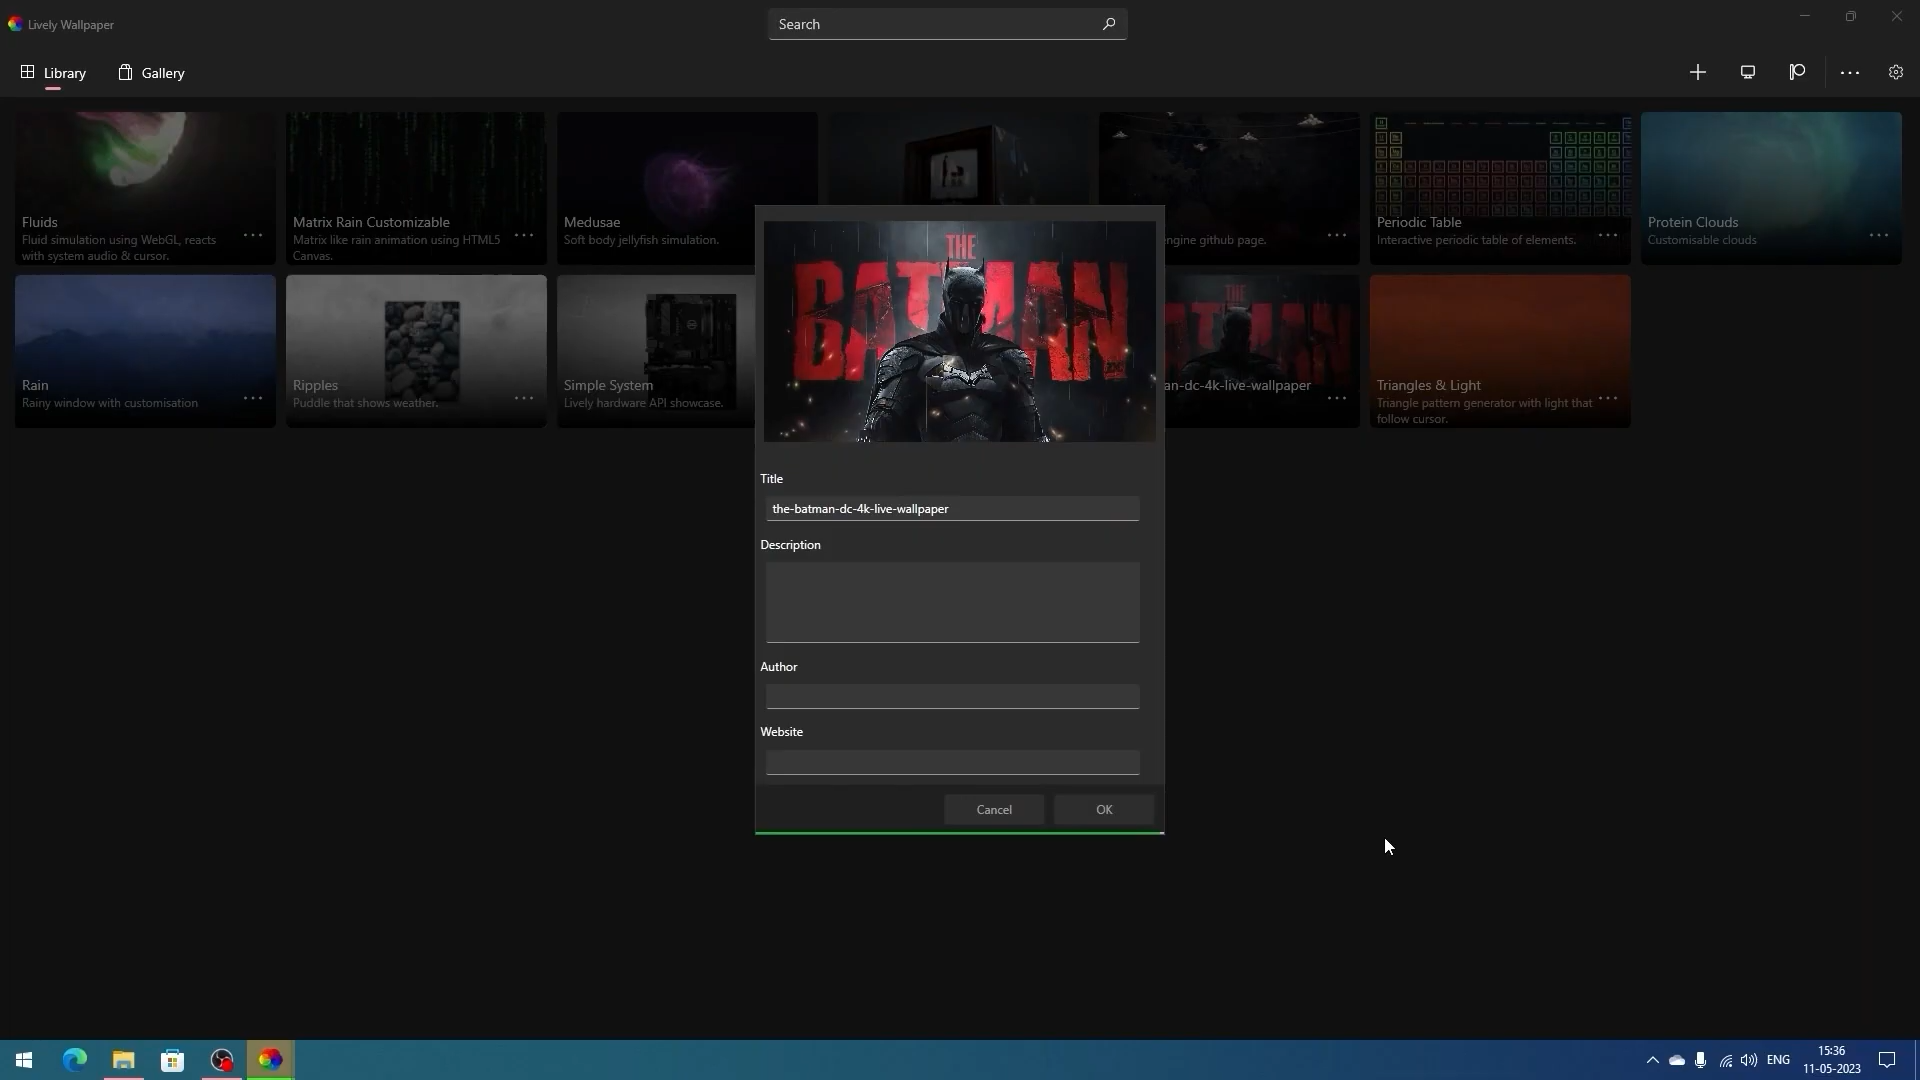 Lively Wallpaper
Search
Library
Gallery
Fluids
Fluid simulation using WebGL, reacts
with system audio & cursor.
Matrix Rain Customizable
Matrix like rain animation using HTML5
Canvas.
Medusae
Soft body jellyfish simulation.
ngine github page.
Periodic Table
Interactive periodic table of elements.
Protein Clouds
Customisable clouds
Rain
Rainy window with customisation
Ripples
Puddle that shows weather.
Simple System
Lively hardware API showcase.
THE
BATMAN
an-dc-4k-live-wallpaper
Triangles & Light
Triangle pattern generator with light that
follow cursor.
THE
BATMAN
Title
the-batman-dc-4k-live-wallpaper
Description
Author
Website
Cancel
OK
ENG
15:36
11-05-2023